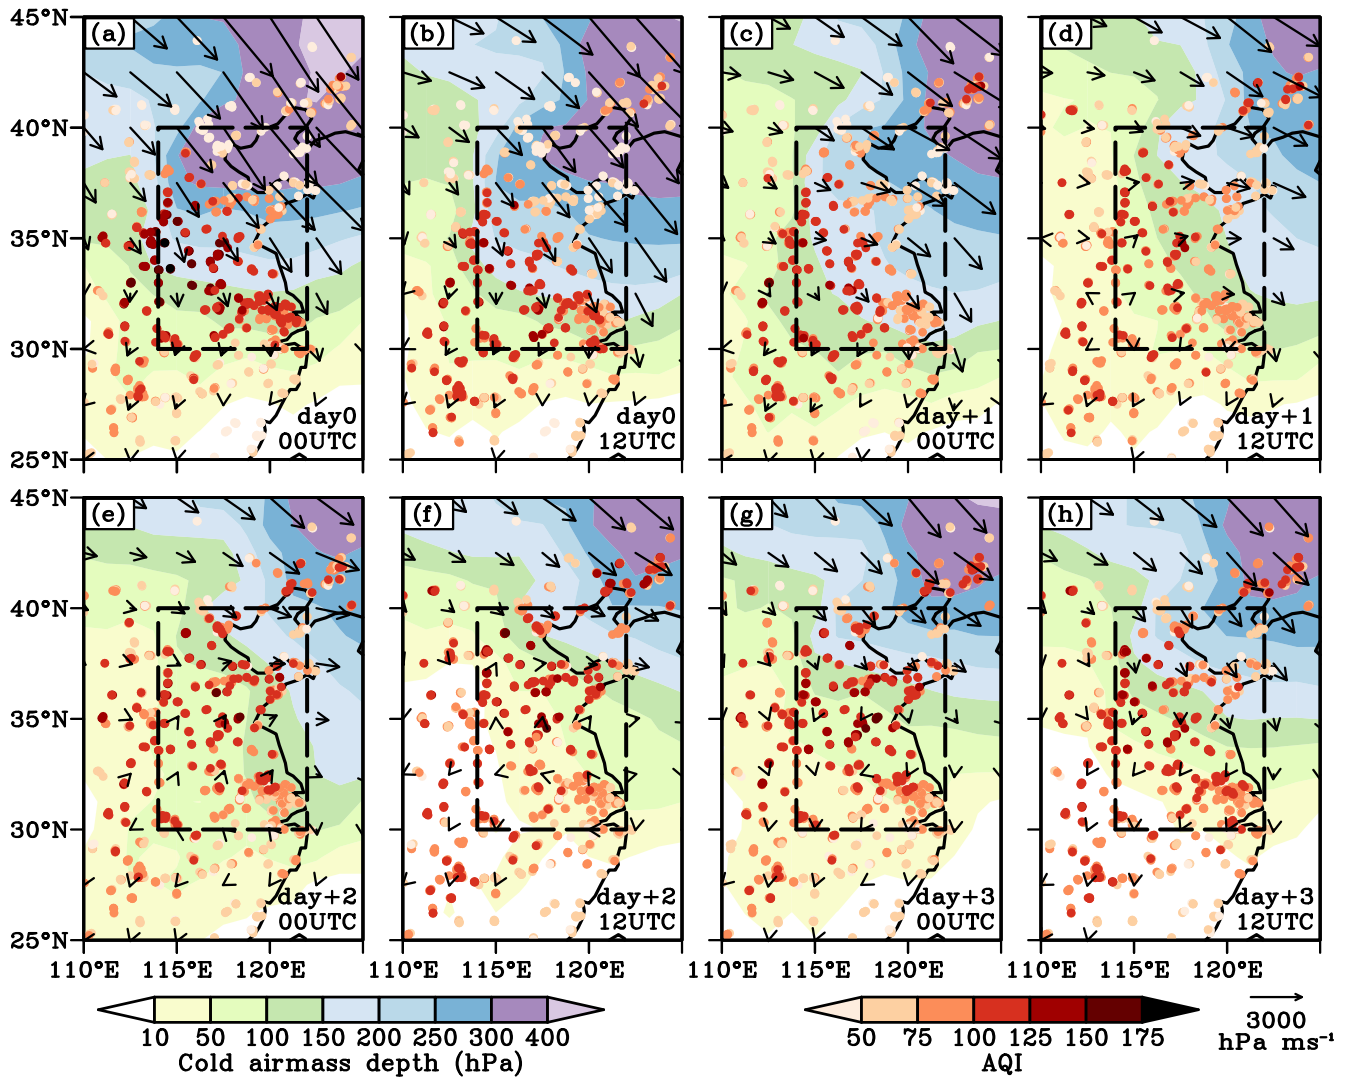 45°N (a) (b) (c) (d)
40°N
35°N
30°N
day0 day0 day+1 day+1
00UTC 12UTC 00UTC 12UTC
25°N
45°N (e) (f) (g) (h)
40°N
35°N
30°N
day+2 day+2 day+3 day+3
00UTC 12UTC 00UTC 12UTC
25°N
110°E 115°E 120°E 110°E 115°E 120°E 110°E 115°E 120°E 110°E 115°E 120°E
10 50 100 150 200 250 300 400
Cold airmass depth (hPa)
50 75 100 125 150 175
AQI
3000
hPa ms⁻¹